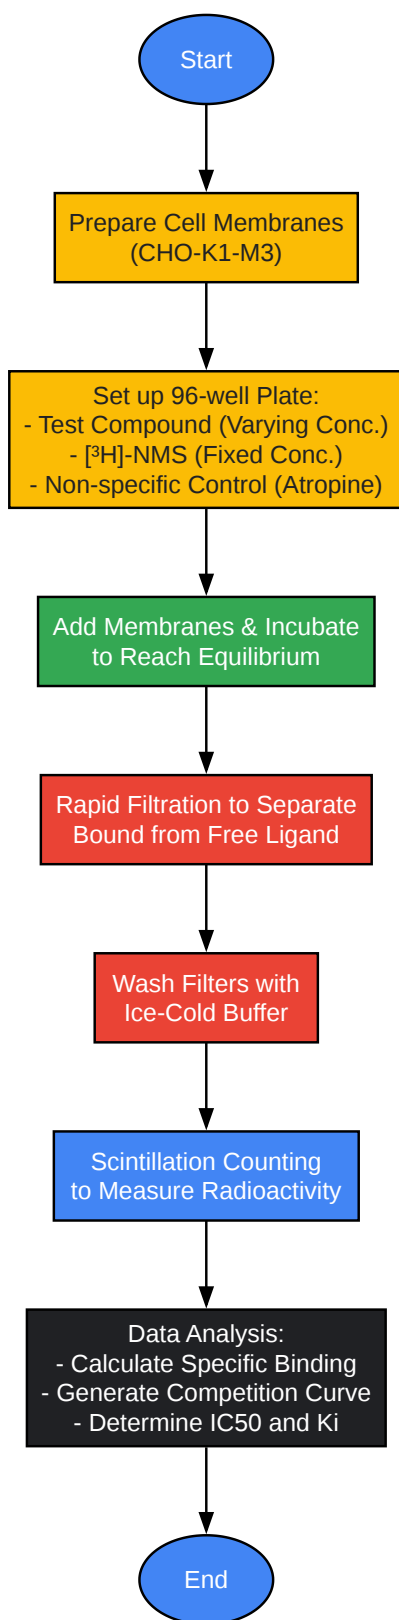 Start
Prepare Cell Membranes
(CHO-K1-M3)
Set up 96-well Plate:
- Test Compound (Varying Conc.)
- [³H]-NMS (Fixed Conc.)
- Non-specific Control (Atropine)
Add Membranes & Incubate
to Reach Equilibrium
Rapid Filtration to Separate
Bound from Free Ligand
Wash Filters with
Ice-Cold Buffer
Scintillation Counting
to Measure Radioactivity
Data Analysis:
- Calculate Specific Binding
- Generate Competition Curve
- Determine IC50 and Ki
End